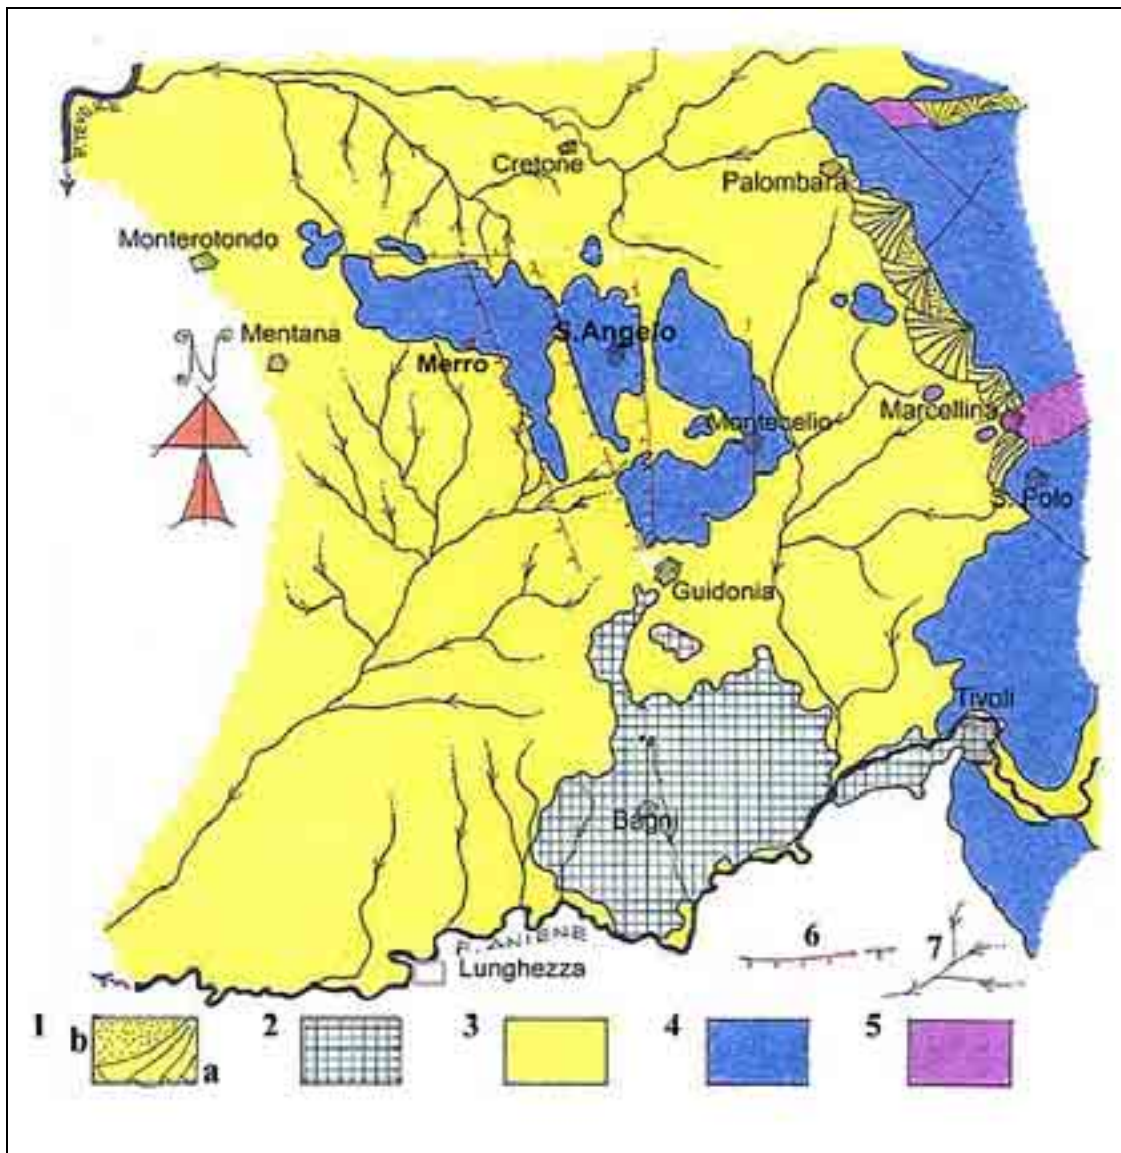 Cretone
Palombara
Monterotondo
Mentana
N
S.Angelo
Merro
Marcellina
Montecelio
S. Polo
Guidonia
Tivoli
Bagni
F. ANIENE
Lunghezza
6
7
1
b
a
2
3
4
5